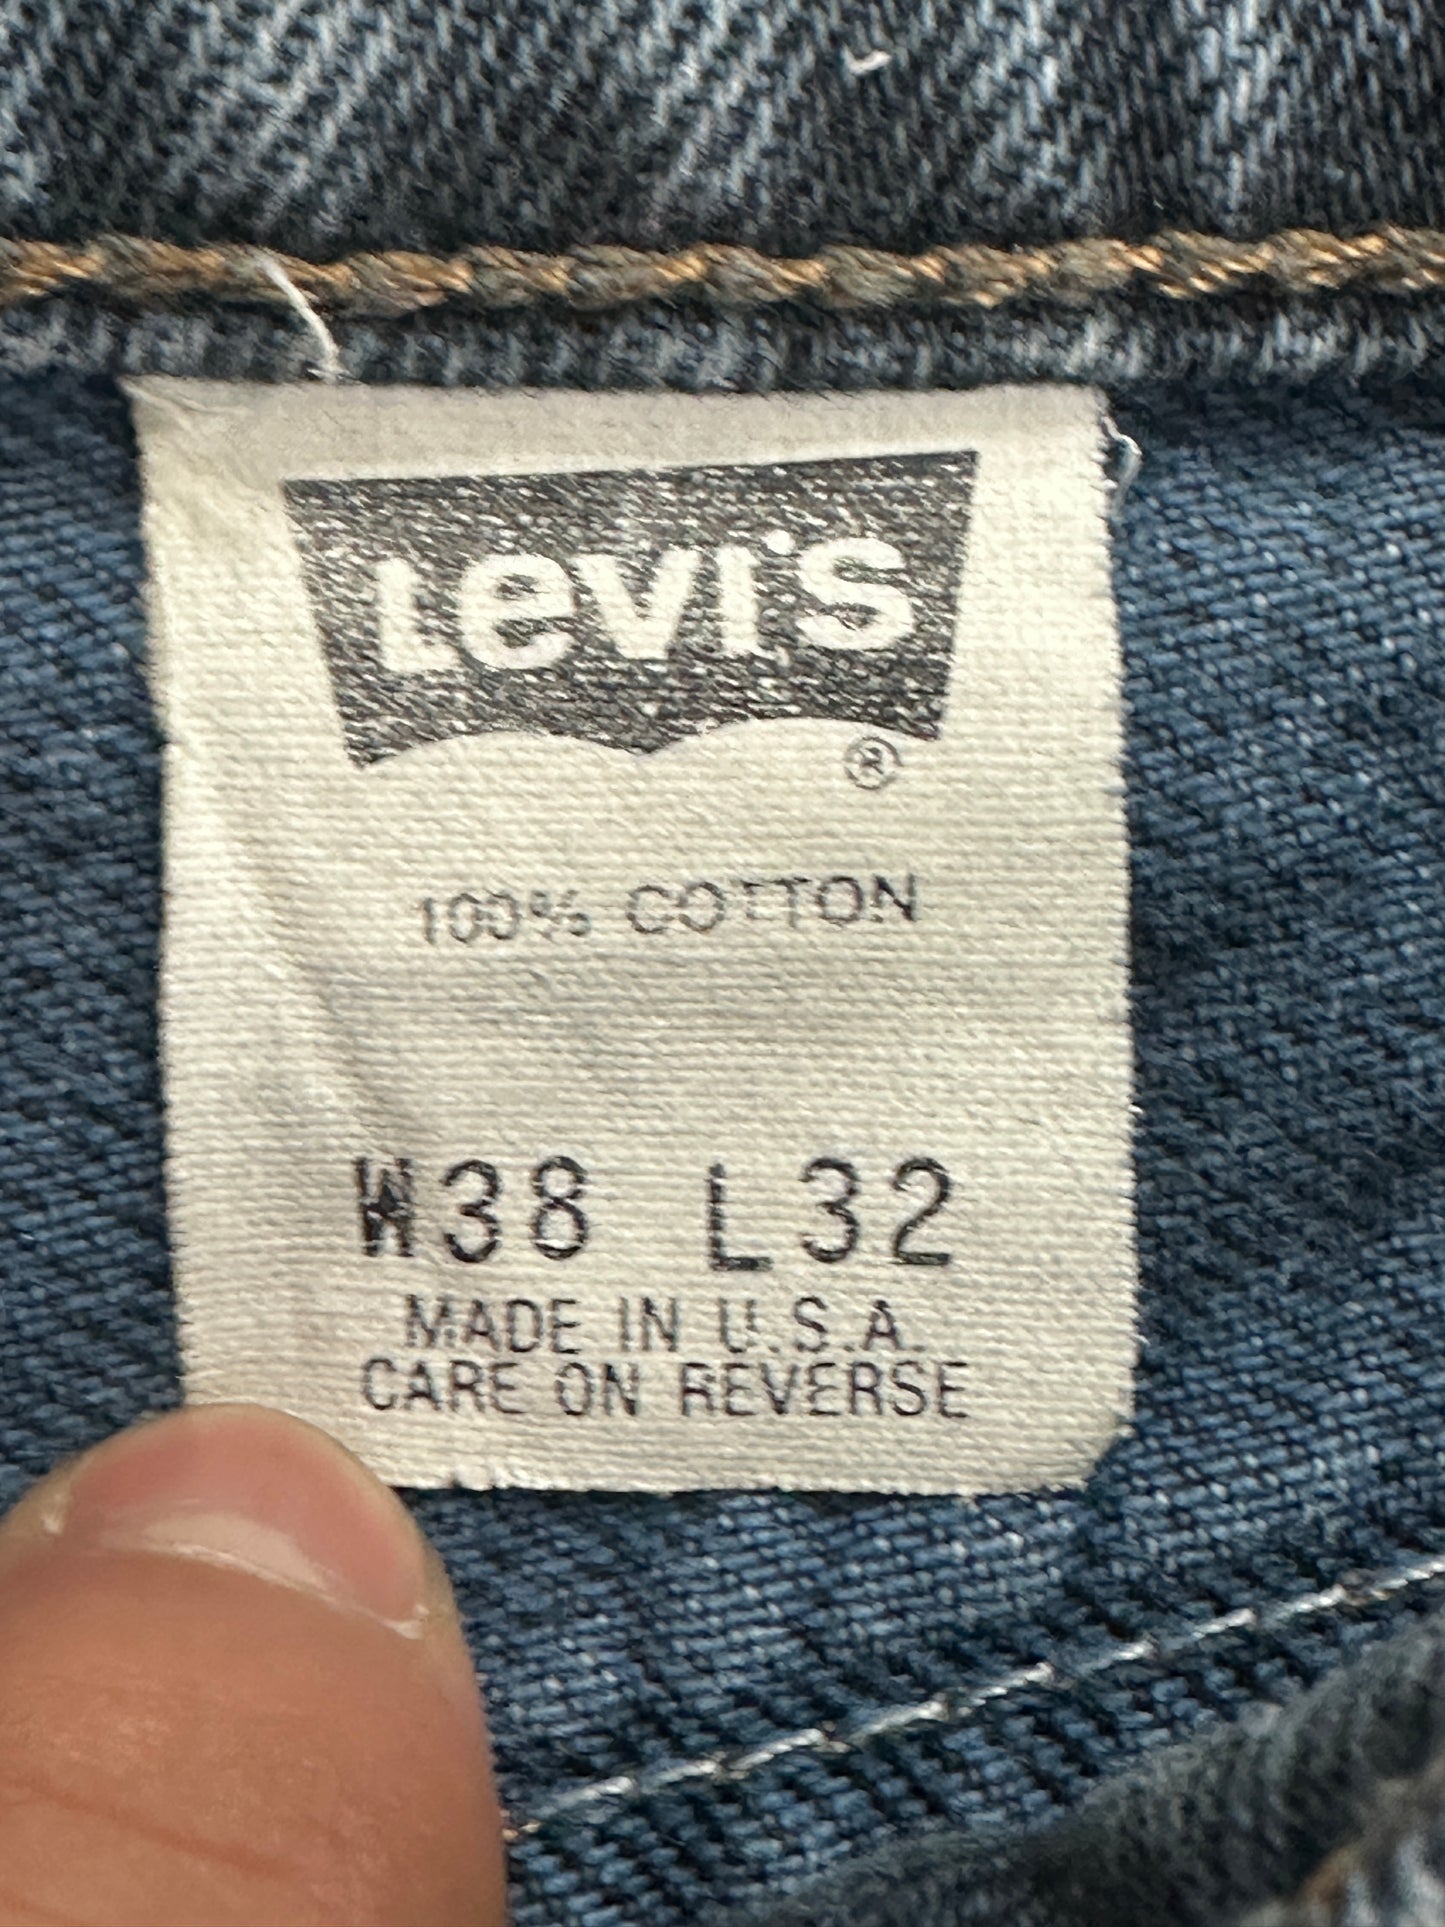 Levi's
®
100% COTTON
W38 L32
MADE IN U.S.A.
CARE ON REVERSE